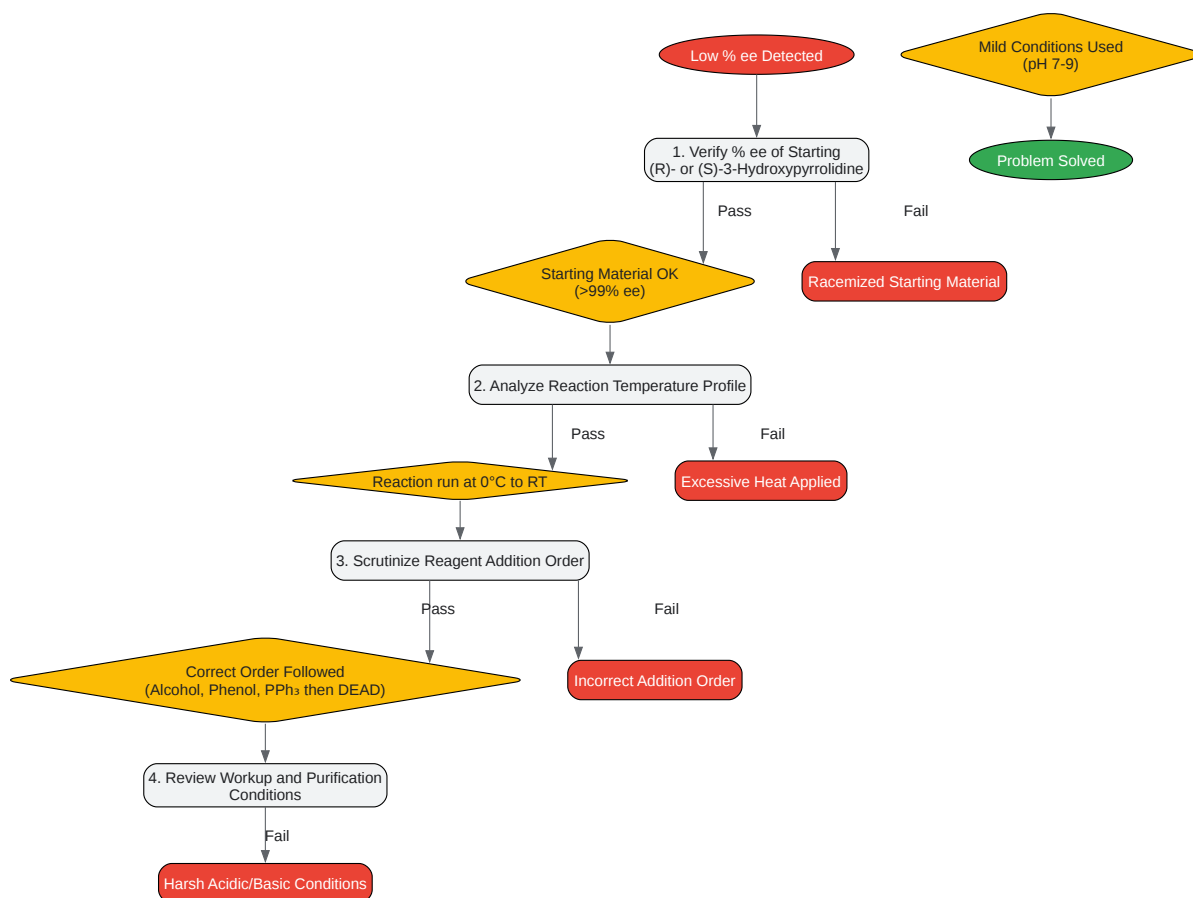 Low % ee Detected
Mild Conditions Used
(pH 7-9)
1. Verify % ee of Starting
(R)- or (S)-3-Hydroxypyrrolidine
Problem Solved
Pass
Fail
Starting Material OK
(>99% ee)
Racemized Starting Material
2. Analyze Reaction Temperature Profile
Pass
Fail
Reaction run at 0°C to RT
Excessive Heat Applied
3. Scrutinize Reagent Addition Order
Pass
Fail
Correct Order Followed
(Alcohol, Phenol, PPh₃ then DEAD)
Incorrect Addition Order
4. Review Workup and Purification
Conditions
Fail
Harsh Acidic/Basic Conditions